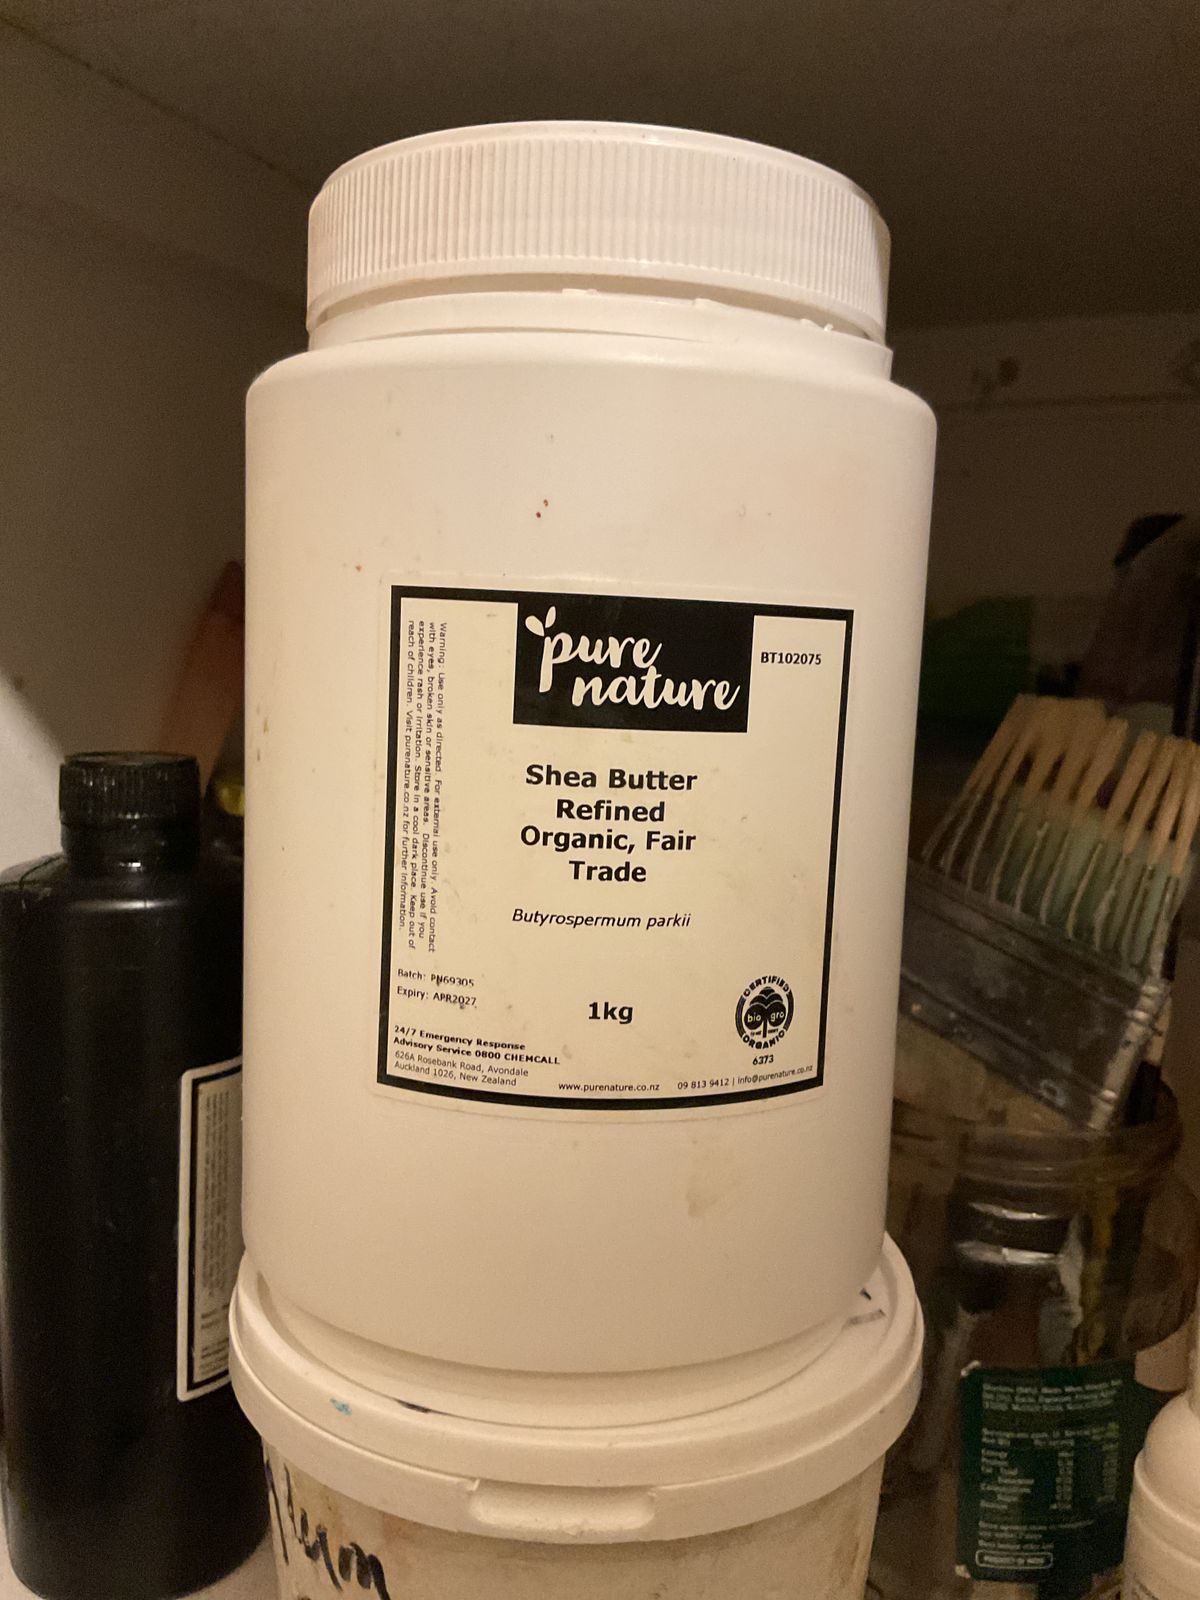 pure
nature
BT102075
Warning: Use only as directed. For external use only. Avoid contact
with eyes, broken skin or sensitive areas. Discontinue use if you
experience rash or irritation. Store in a cool dark place. Keep out of
reach of children. Visit purenature.co.nz for further information.
Shea Butter
Refined
Organic, Fair
Trade
Butyrospermum parkii
Batch: PN69305
Expiry: APR2027
1kg
CERTIFIED
bio gro
ORGANIC
6373
24/7 Emergency Response
Advisory Service 0800 CHEMCALL
626A Rosebank Road, Avondale
Auckland 1026, New Zealand
www.purenature.co.nz
09 813 9412 | info@purenature.co.nz